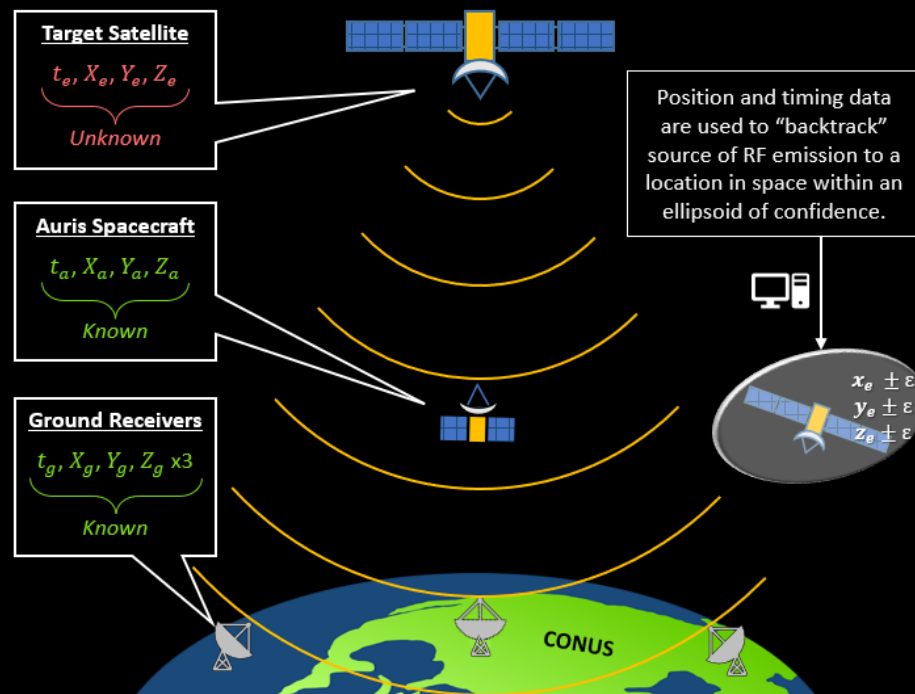 Target Satellite
tₑ, Xₑ, Yₑ, Zₑ
Unknown
Position and timing data
are used to “backtrack”
source of RF emission to a
location in space within an
ellipsoid of confidence.
Auris Spacecraft
tₐ, Xₐ, Yₐ, Zₐ
Known
xₑ ± ε
yₑ ± ε
zₑ ± ε
Ground Receivers
t_g, X_g, Y_g, Z_g x3
Known
CONUS